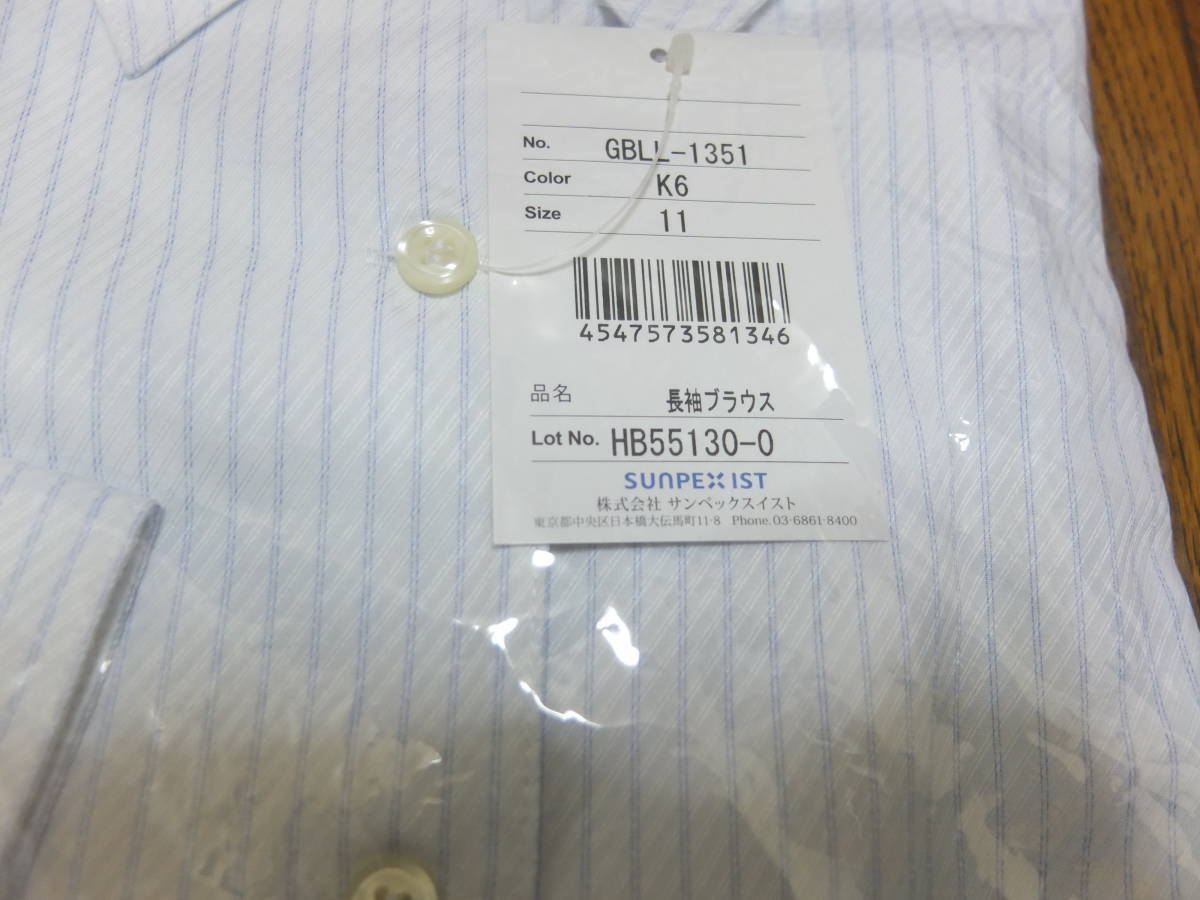 No. GBLL-1351
Color K6
Size 11
4547573581346
品名 長袖ブラウス
Lot No. HB55130-0
SUNPEX IST
株式会社 サンペックスイスト
東京都中央区日本橋大伝馬町11-8 Phone. 03-6861-8400